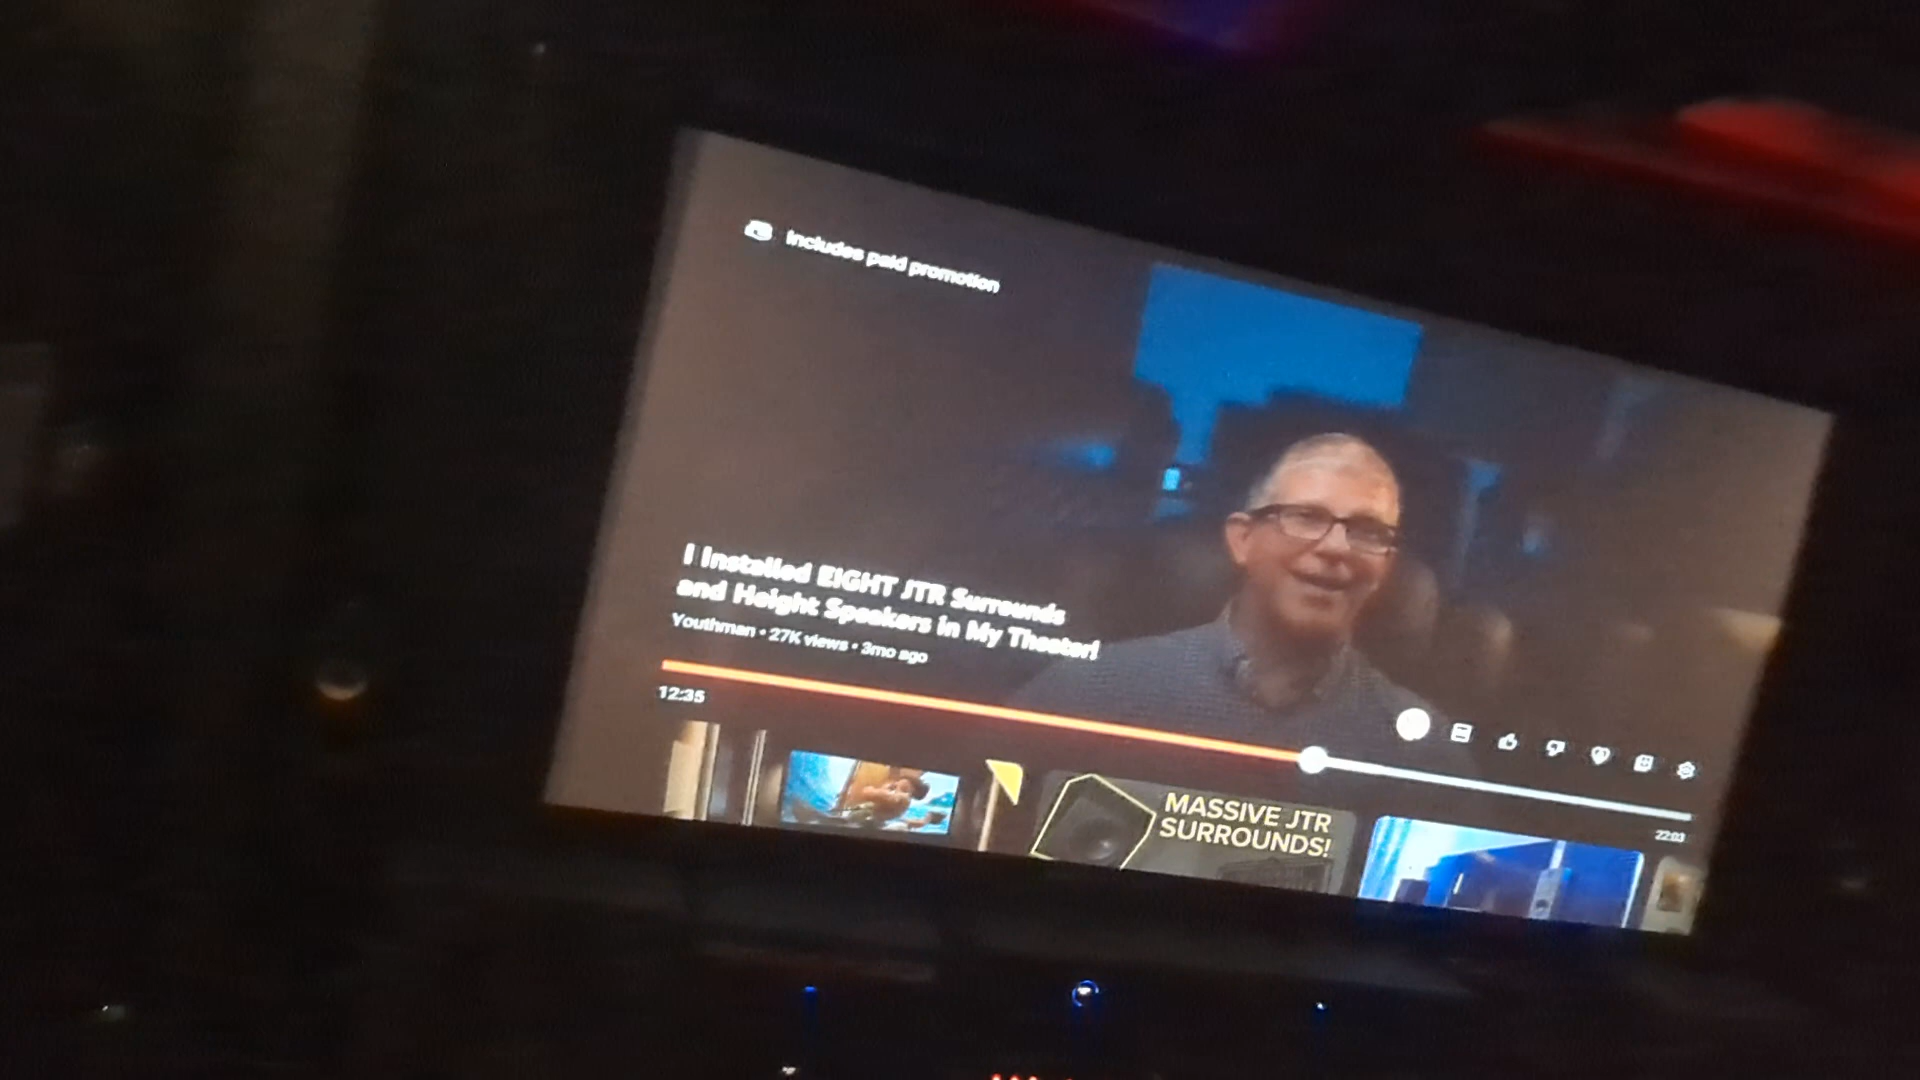 Includes paid promotion
I Installed EIGHT JTR Surrounds
and Height Speakers in My Theater!
Youthman • 27K views • 3mo ago
12:35
22:03
MASSIVE JTR
SURROUNDS!